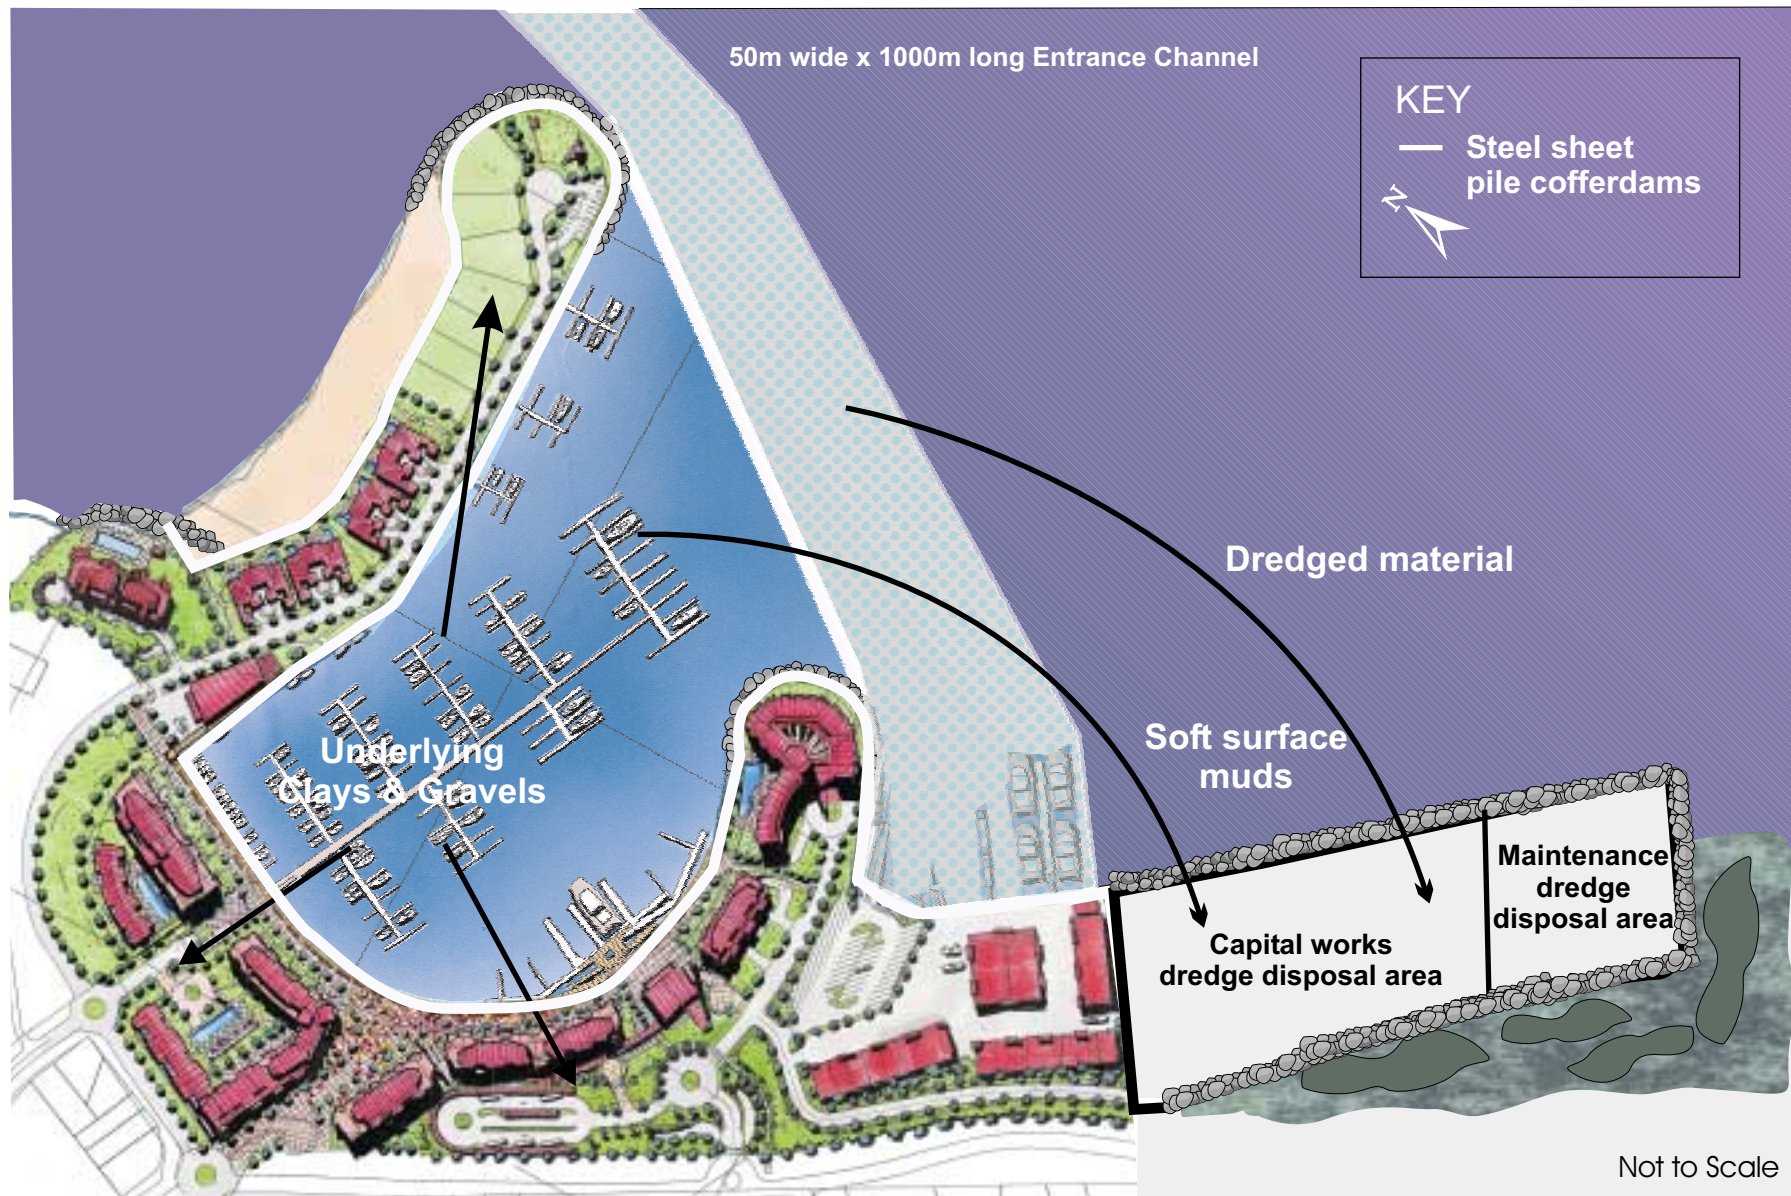 50m wide x 1000m long Entrance Channel
KEY
Steel sheet
pile cofferdams
N
Dredged material
Soft surface
muds
Underlying
Clays & Gravels
Maintenance
dredge
disposal area
Capital works
dredge disposal area
Not to Scale